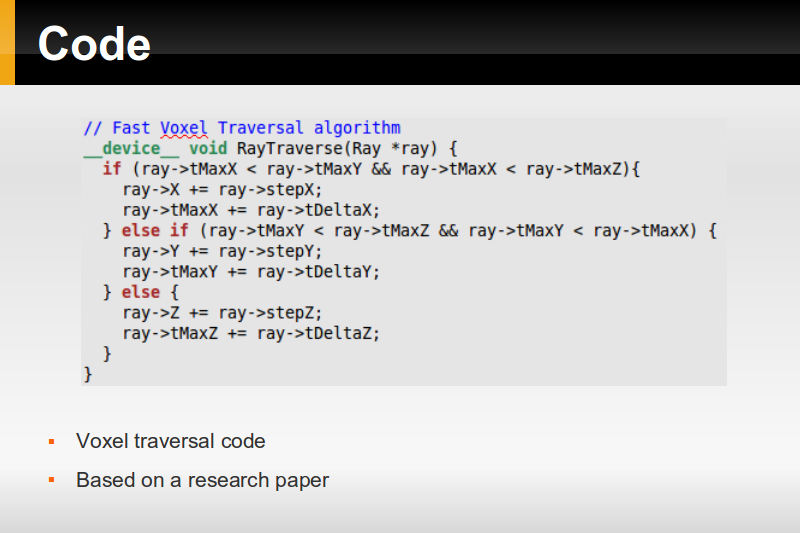 Code
// Fast Voxel Traversal algorithm
__device__ void RayTraverse(Ray *ray) {
  if (ray->tMaxX < ray->tMaxY && ray->tMaxX < ray->tMaxZ){
    ray->X += ray->stepX;
    ray->tMaxX += ray->tDeltaX;
  } else if (ray->tMaxY < ray->tMaxZ && ray->tMaxY < ray->tMaxX) {
    ray->Y += ray->stepY;
    ray->tMaxY += ray->tDeltaY;
  } else {
    ray->Z += ray->stepZ;
    ray->tMaxZ += ray->tDeltaZ;
  }
}
▪ Voxel traversal code
▪ Based on a research paper